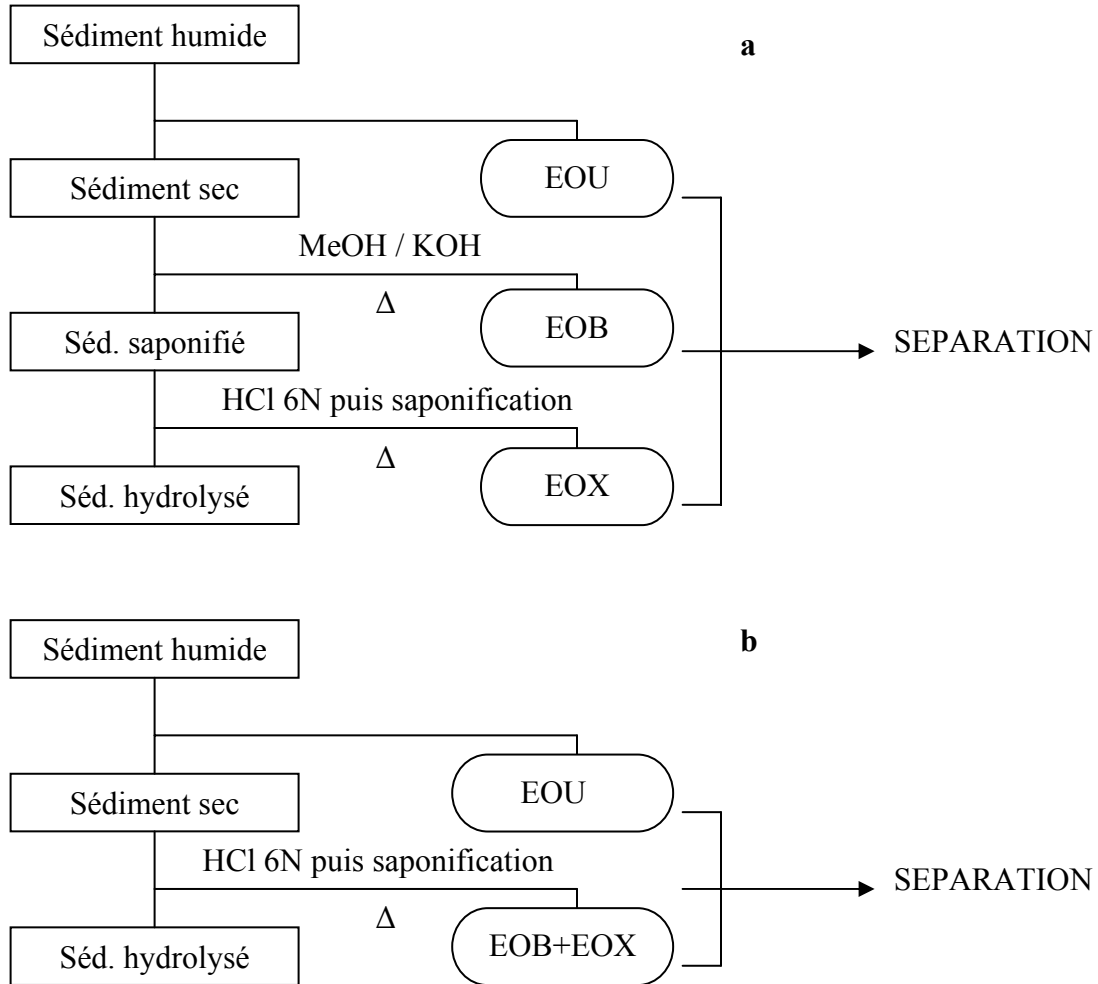 Sédiment humide
a
EOU
Sédiment sec
MeOH / KOH
Δ
EOB
Séd. saponifié
SEPARATION
HCl 6N puis saponification
Δ
EOX
Séd. hydrolysé
Sédiment humide
b
EOU
Sédiment sec
HCl 6N puis saponification
SEPARATION
Δ
EOB+EOX
Séd. hydrolysé